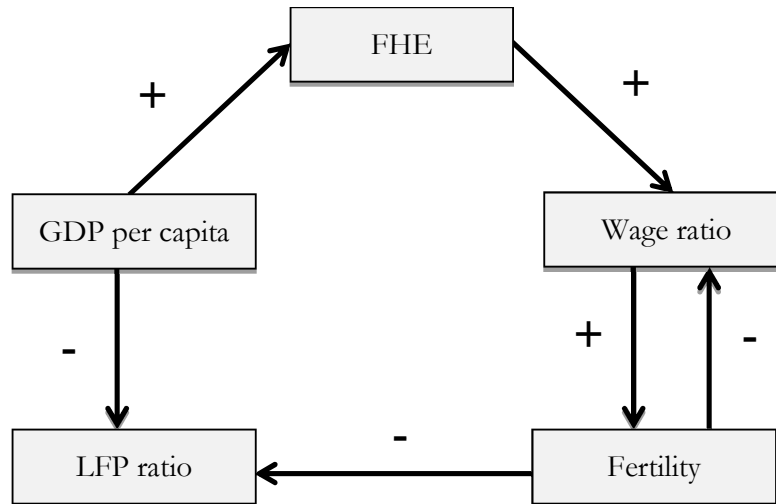 FHE
+
+
GDP per capita
Wage ratio
-
+
-
-
LFP ratio
Fertility